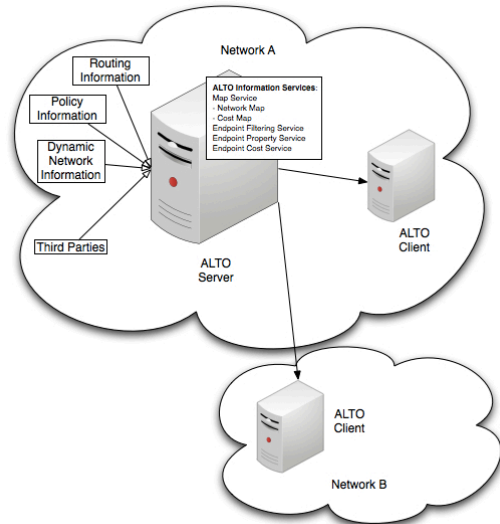 Network A
Routing
Information
Policy
Information
Dynamic
Network
Information
Third Parties
ALTO Information Services:
Map Service
- Network Map
- Cost Map
Endpoint Filtering Service
Endpoint Property Service
Endpoint Cost Service
ALTO
Server
ALTO
Client
ALTO
Client
Network B